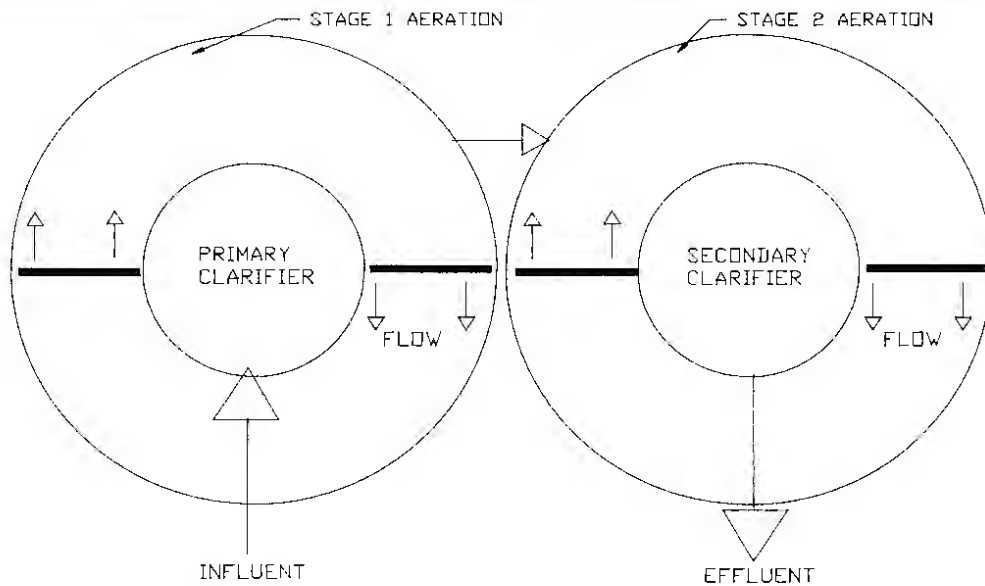 STAGE 1 AERATION
STAGE 2 AERATION
PRIMARY
CLARIFIER
SECONDARY
CLARIFIER
FLOW
FLOW
INFLUENT
EFFLUENT